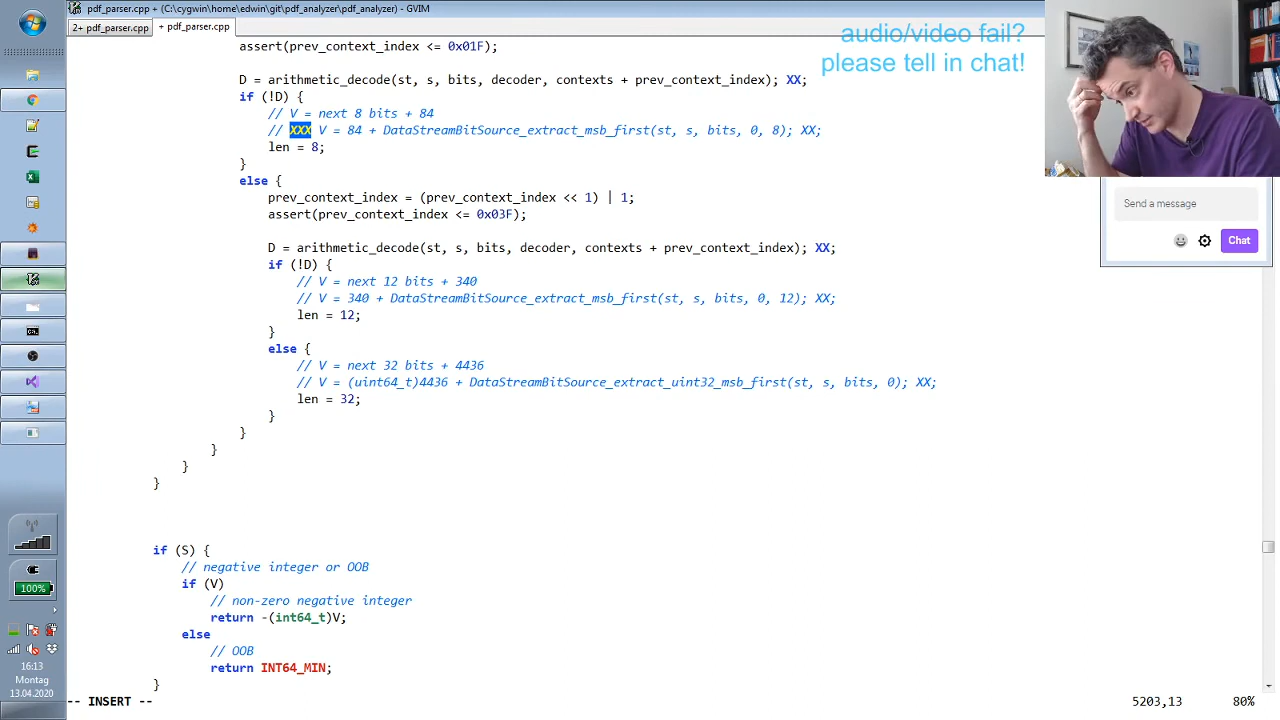 pdf_parser.cpp + (C:\cygwin\home\edwin\git\pdf_analyzer\pdf_analyzer) - GVIM
2+ pdf_parser.cpp
+ pdf_parser.cpp
assert(prev_context_index <= 0x01F);
D = arithmetic_decode(st, s, bits, decoder, contexts + prev_context_index); XX;
if (!D) {
// V = next 8 bits + 84
// XXX V = 84 + DataStreamBitSource_extract_msb_first(st, s, bits, 0, 8); XX;
len = 8;
}
else {
prev_context_index = (prev_context_index << 1) | 1;
assert(prev_context_index <= 0x03F);
D = arithmetic_decode(st, s, bits, decoder, contexts + prev_context_index); XX;
if (!D) {
// V = next 12 bits + 340
// V = 340 + DataStreamBitSource_extract_msb_first(st, s, bits, 0, 12); XX;
len = 12;
}
else {
// V = next 32 bits + 4436
// V = (uint64_t)4436 + DataStreamBitSource_extract_uint32_msb_first(st, s, bits, 0); XX;
len = 32;
}
}
}
}
}
if (S) {
// negative integer or OOB
if (V)
// non-zero negative integer
return -(int64_t)V;
else
// OOB
return INT64_MIN;
}
-- INSERT --
5203,13
80%
audio/video fail?
please tell in chat!
Send a message
Chat
100%
16:13
Montag
13.04.2020